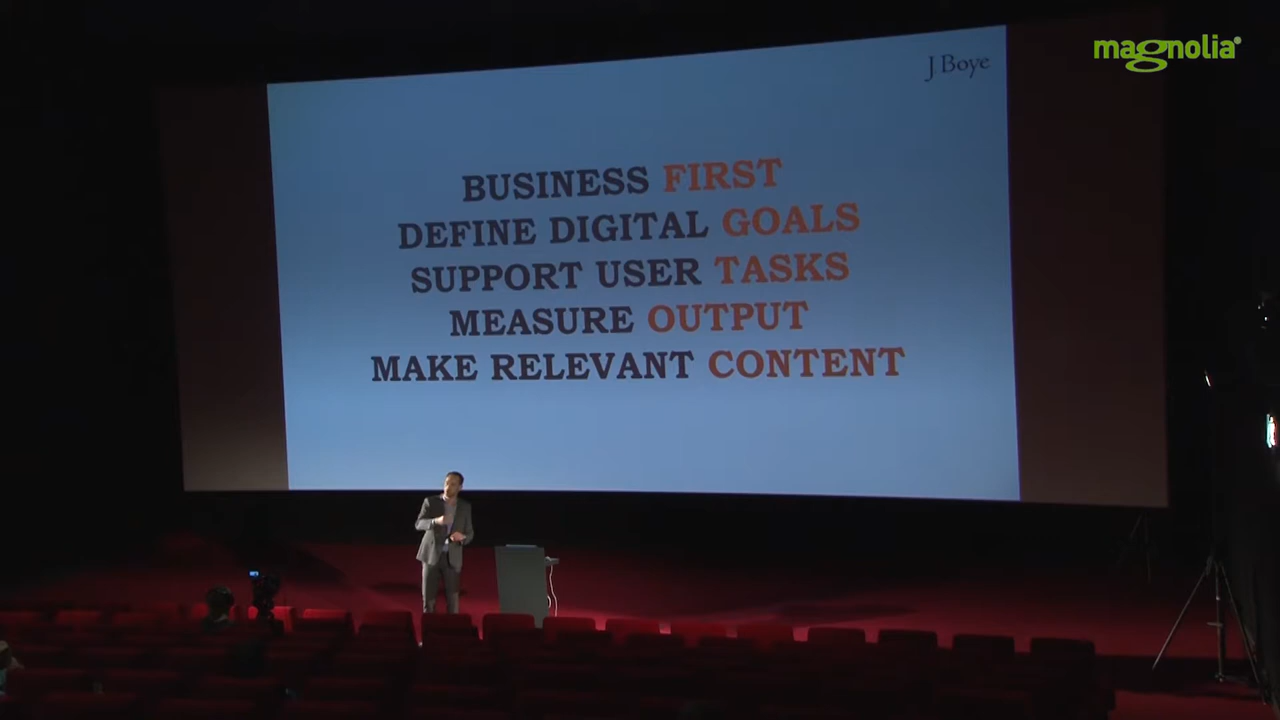 magnolia®
J Boye
BUSINESS FIRST
DEFINE DIGITAL GOALS
SUPPORT USER TASKS
MEASURE OUTPUT
MAKE RELEVANT CONTENT